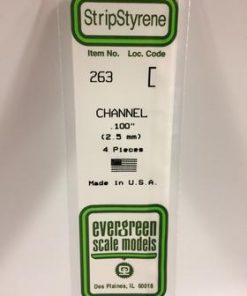 StripStyrene
Item No. Loc. Code
263 [
CHANNEL
.100"
(2.5 mm)
4 Pieces
Made in U.S.A.
evergreen
scale models
Des Plaines, IL 60018